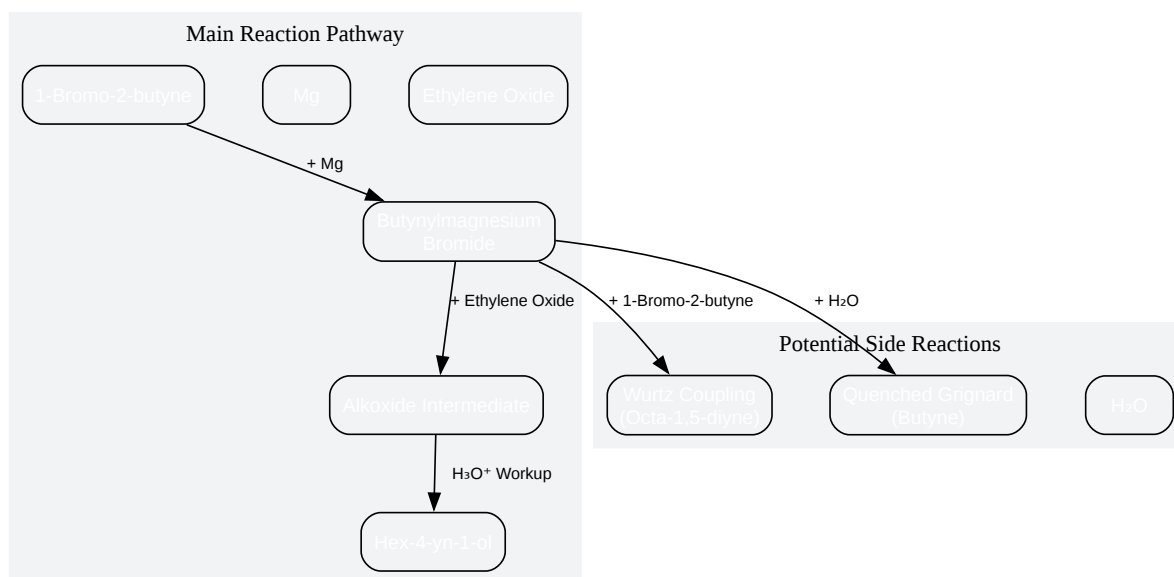 Main Reaction Pathway
1-Bromo-2-butyne
Mg
Ethylene Oxide
+ Mg
Butynylmagnesium
Bromide
+ Ethylene Oxide
+ 1-Bromo-2-butyne
+ H₂O
Potential Side Reactions
Alkoxide Intermediate
Wurtz Coupling
(Octa-1,5-diyne)
Quenched Grignard
(Butyne)
H₂O
H₃O⁺ Workup
Hex-4-yn-1-ol